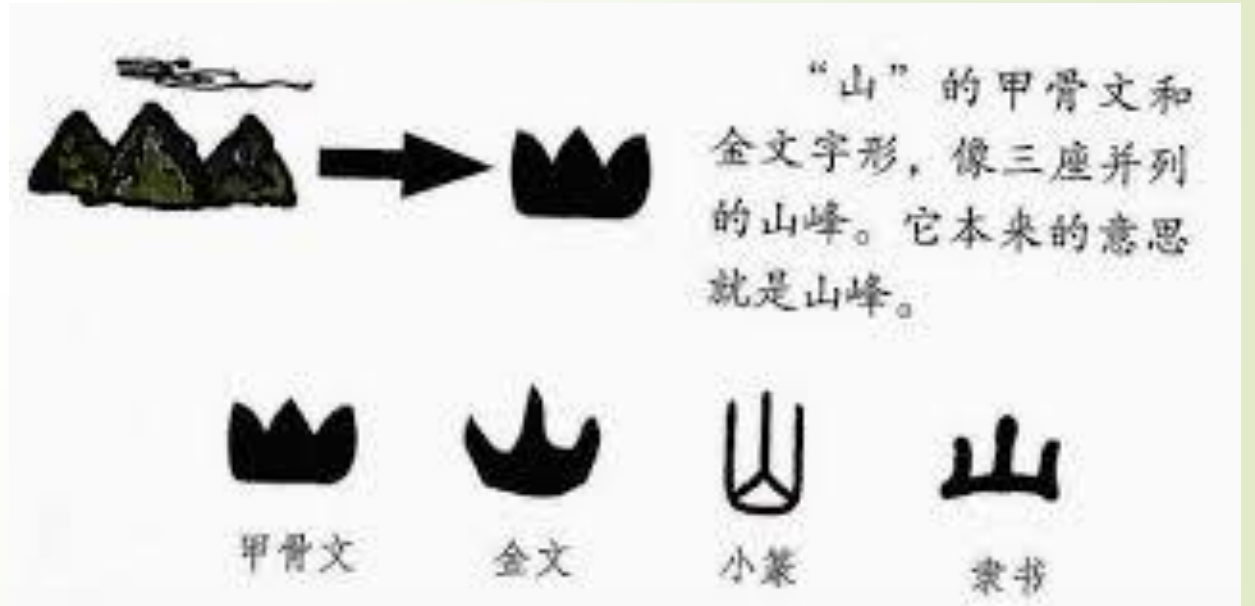 “山”的甲骨文和
金文字形，像三座并列
的山峰。它本来的意思
就是山峰。
甲骨文 金文 小篆 隶书